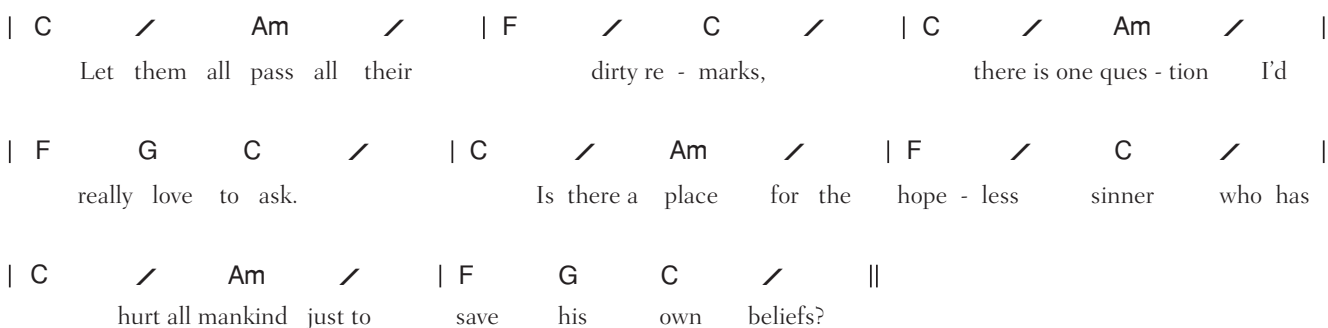 | C / Am / | F / C / | C / Am / |
Let them all pass all their dirty re - marks, there is one ques - tion I’d
| F G C / | C / Am / | F / C / |
really love to ask. Is there a place for the hope - less sinner who has
| C / Am / | F G C / ||
hurt all mankind just to save his own beliefs?